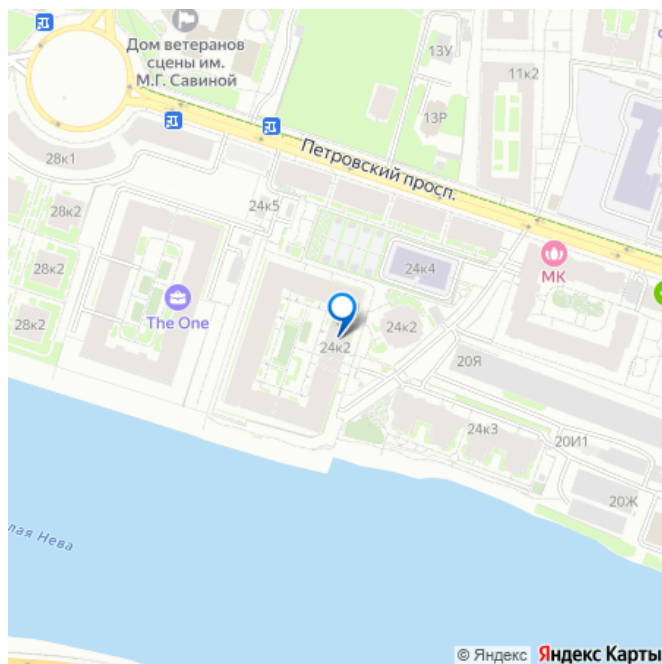 Дом ветеранов
сцены им.
М.Г. Савиной
13У
11к2
13Р
Петровский просп.
28к1
28к2
24к5
28к2
24к4
МК
The One
28к2
24к2
24к2
20Я
24к3
20И1
20Ж
лая Нева
© Яндекс Яндекс Карты